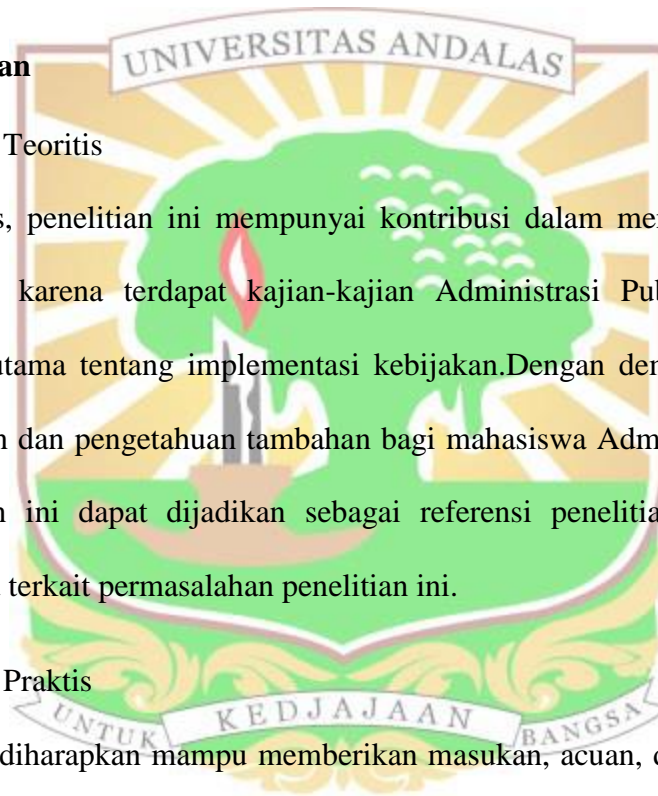 UNIVERSITAS ANDALAS
an
Teoritis
s, penelitian ini mempunyai kontribusi dalam me
karena terdapat kajian-kajian Administrasi Pu
utama tentang implementasi kebijakan.Dengan de
n dan pengetahuan tambahan bagi mahasiswa Adm
n ini dapat dijadikan sebagai referensi penelitia
terkait permasalahan penelitian ini.
Praktis
UNTUK KEDJAJAAN BANGSA
diharapkan mampu memberikan masukan, acuan,